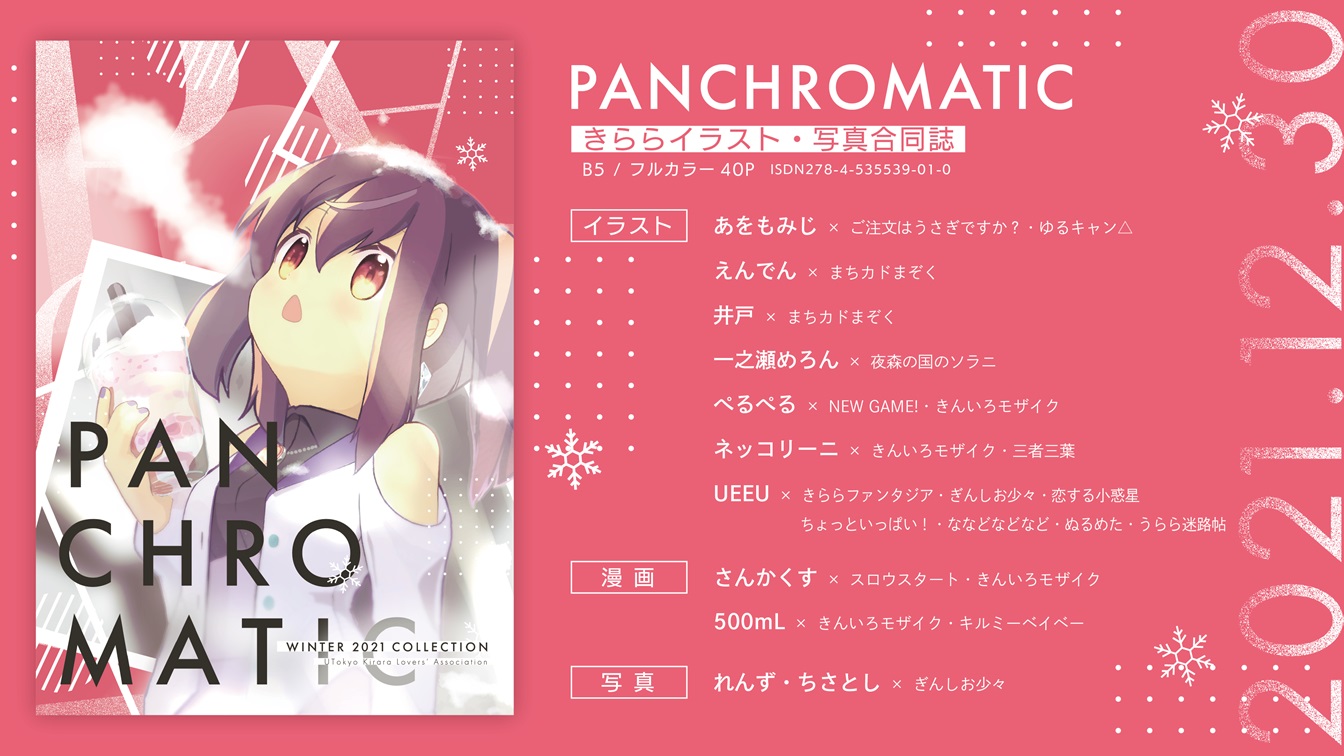 PAN
CHRO
MATIC
WINTER 2021 COLLECTION
UTokyo Kirara Lovers' Association
PANCHROMATIC
きららイラスト・写真合同誌
B5 / フルカラー 40P ISDN278-4-535539-01-0
イラスト
あをもみじ × ご注文はうさぎですか？・ゆるキャン△
えんでん × まちカドまぞく
井戸 × まちカドまぞく
一之瀬めろん × 夜森の国のソラニ
ぺるぺる × NEW GAME!・きんいろモザイク
ネッコリーニ × きんいろモザイク・三者三葉
UEEU × きららファンタジア・ぎんしお少々・恋する小惑星
ちょっといっぱい！・ななどなどなど・ぬるめた・うらら迷路帖
漫画
さんかくす × スロウスタート・きんいろモザイク
500mL × きんいろモザイク・キルミーベイベー
写真
れんず・ちさとし × ぎんしお少々
2021.12.30